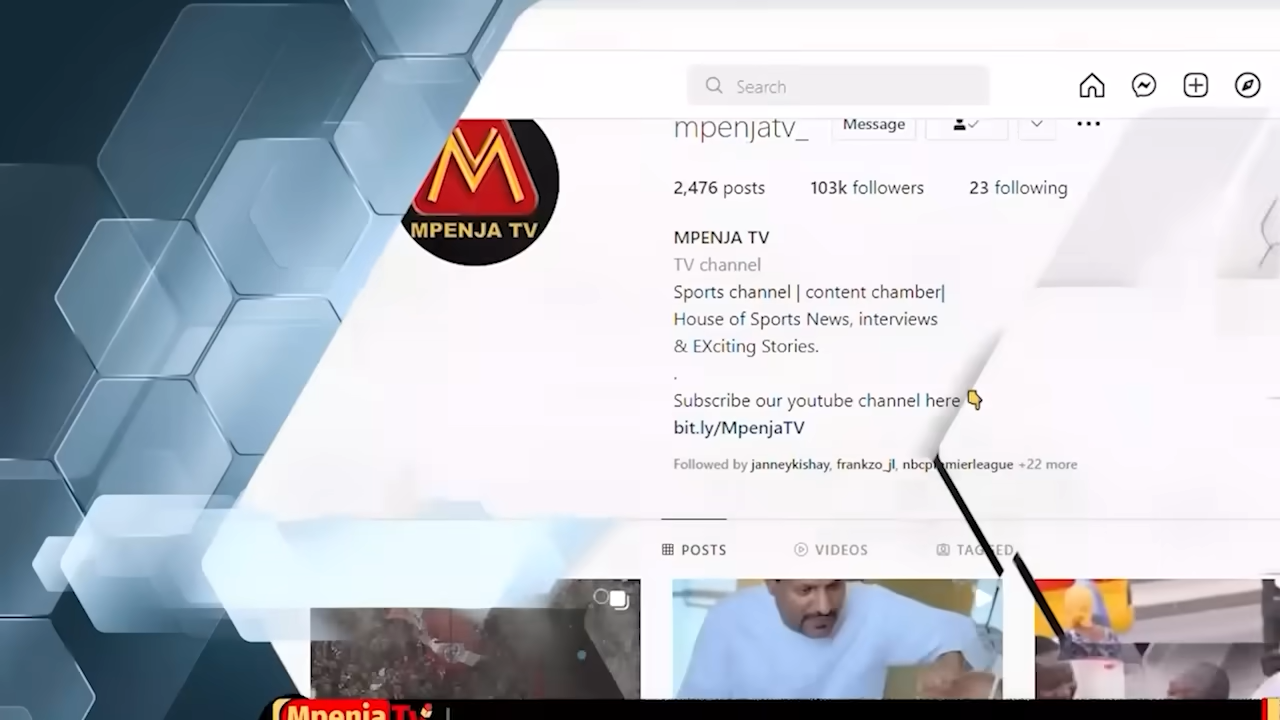 Search
mpenjatv_
Message
2,476 posts 103k followers 23 following
MPENJA TV
MPENJA TV
TV channel
Sports channel | content chamber|
House of Sports News, interviews
& EXciting Stories.
.
Subscribe our youtube channel here 👇
bit.ly/MpenjaTV
Followed by janneykishay, frankzo_jl, nbcpremierleague +22 more
POSTS VIDEOS TAGGED
Mpenja Tv